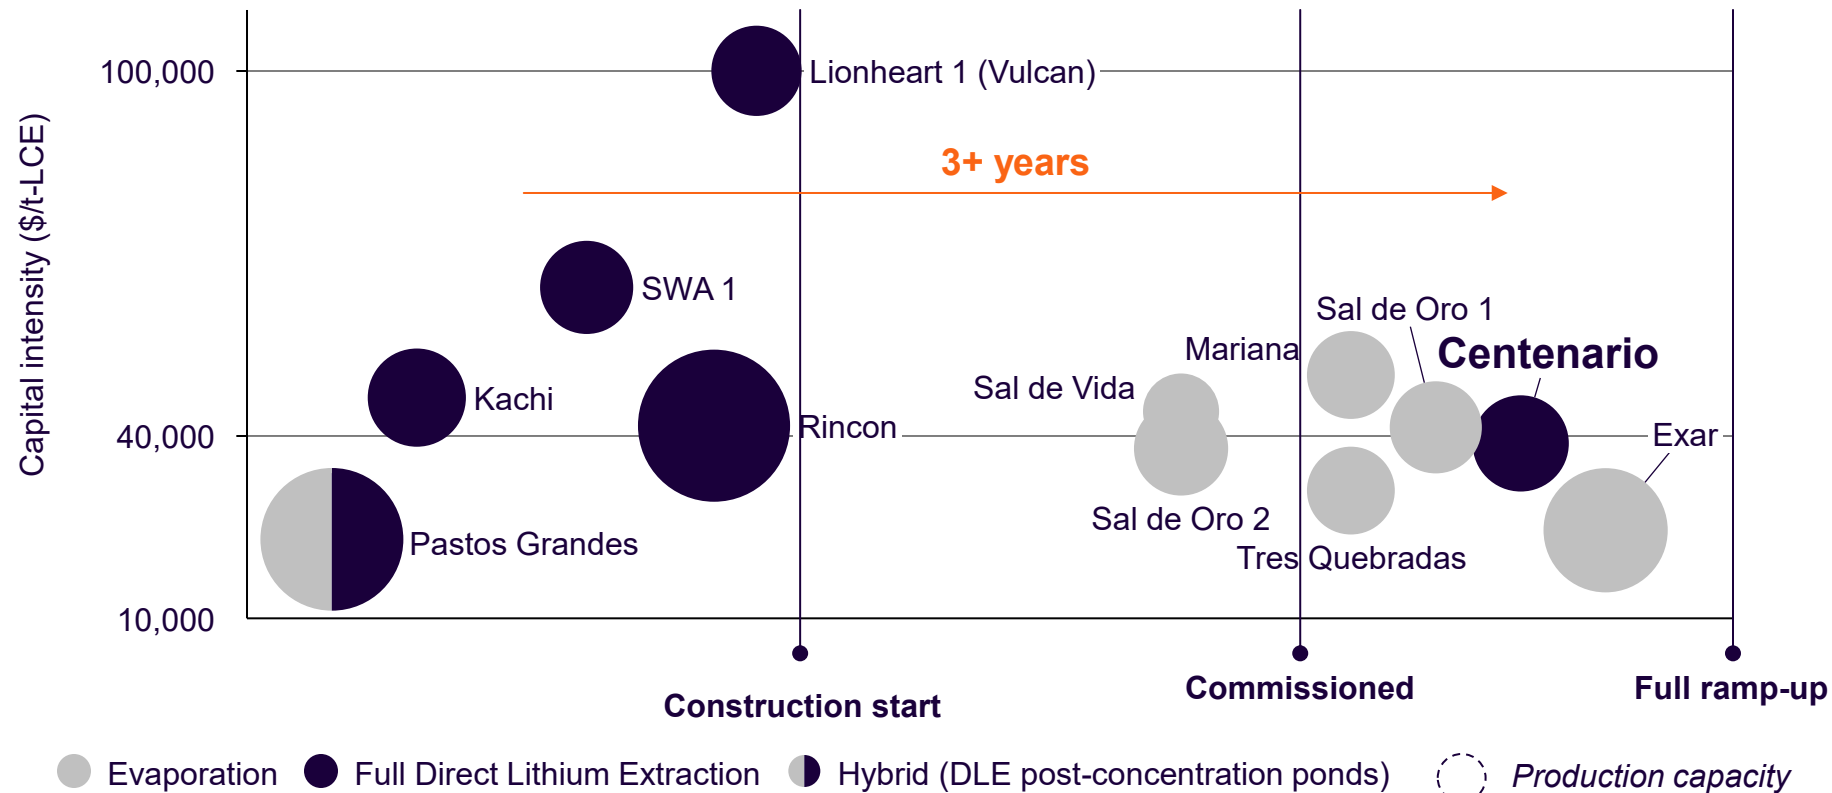 Capital intensity ($/t-LCE)
100,000
40,000
10,000
Lionheart 1 (Vulcan)
3+ years
SWA 1
Kachi
Rincon
Pastos Grandes
Sal de Oro 1
Mariana
Centenario
Sal de Vida
Exar
Sal de Oro 2
Tres Quebradas
Construction start
Commissioned
Full ramp-up
Evaporation
Full Direct Lithium Extraction
Hybrid (DLE post-concentration ponds)
Production capacity